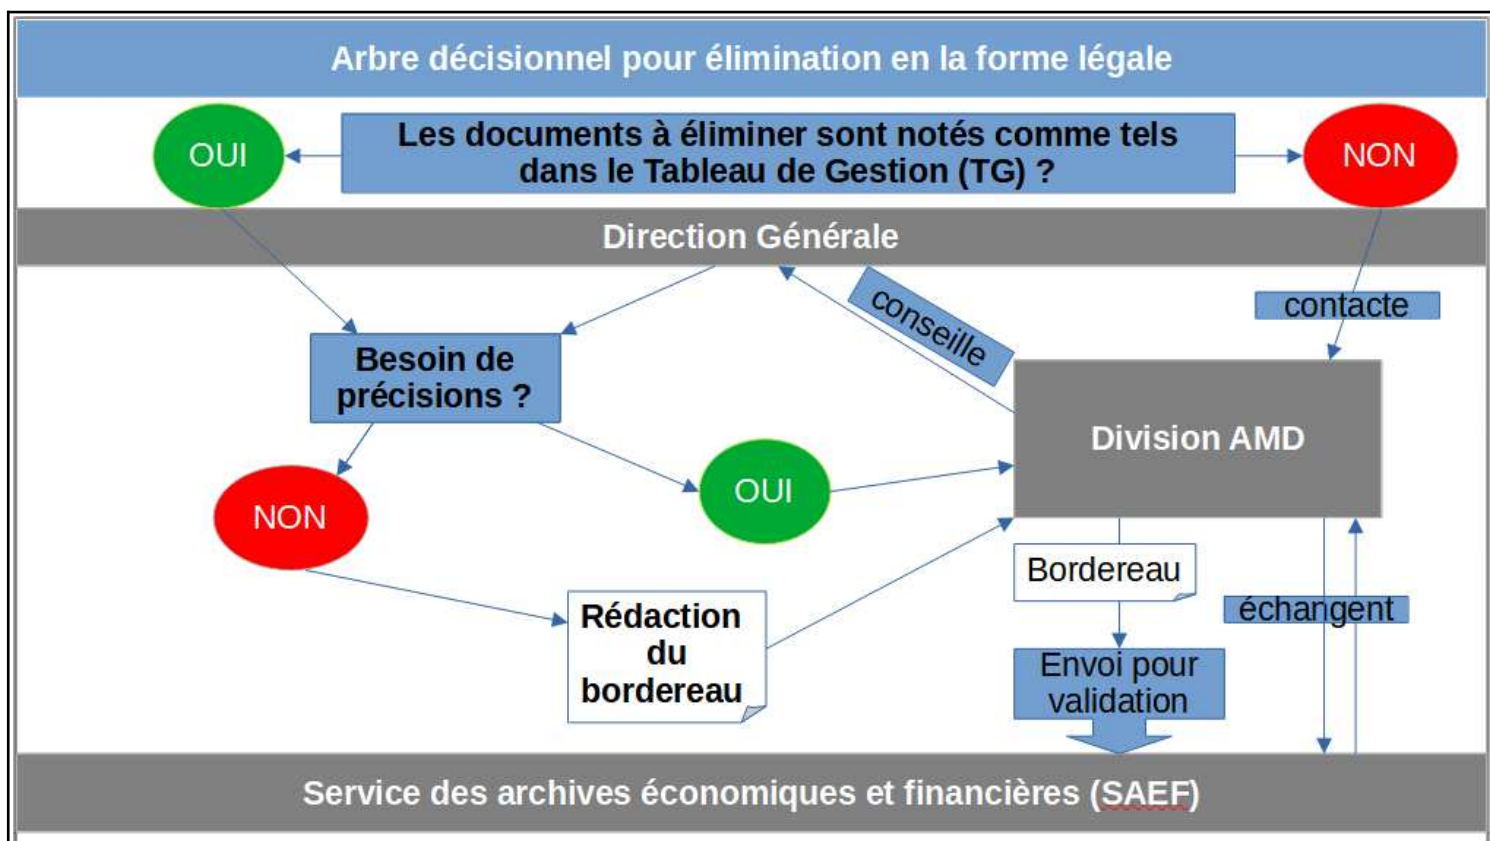 Arbre décisionnel pour élimination en la forme légale
OUI
Les documents à éliminer sont notés comme tels
dans le Tableau de Gestion (TG) ?
NON
Direction Générale
conseille
contacte
Besoin de
précisions ?
Division AMD
OUI
NON
Bordereau
Rédaction
du
bordereau
échangent
Envoi pour
validation
Service des archives économiques et financières (SAEF)